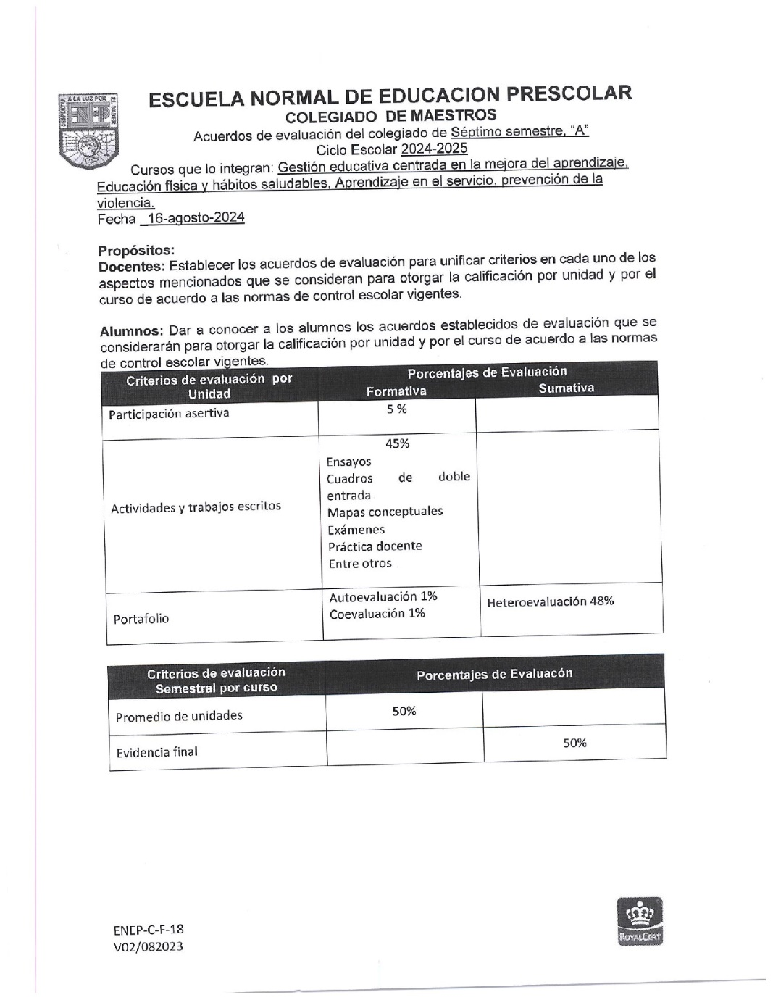 ESCUELA NORMAL DE EDUCACION PRESCOLAR
COLEGIADO DE MAESTROS
Acuerdos de evaluación del colegiado de Séptimo semestre, "A"
Ciclo Escolar 2024-2025
Cursos que lo integran: Gestión educativa centrada en la mejora del aprendizaje,
Educación física y hábitos saludables, Aprendizaje en el servicio, prevención de la
violencia.
Fecha _16-agosto-2024
DESPERTAR A LA LUZ POR EL SABER
ENEP
Propósitos:
Docentes: Establecer los acuerdos de evaluación para unificar criterios en cada uno de los
aspectos mencionados que se consideran para otorgar la calificación por unidad y por el
curso de acuerdo a las normas de control escolar vigentes.
Alumnos: Dar a conocer a los alumnos los acuerdos establecidos de evaluación que se
considerarán para otorgar la calificación por unidad y por el curso de acuerdo a las normas
de control escolar vigentes.
Criterios de evaluación por
Unidad
Porcentajes de Evaluación
Formativa
Sumativa
Participación asertiva
5 %
Actividades y trabajos escritos
45%
Ensayos
Cuadros de doble
entrada
Mapas conceptuales
Exámenes
Práctica docente
Entre otros
Portafolio
Autoevaluación 1%
Coevaluación 1%
Heteroevaluación 48%
Criterios de evaluación
Semestral por curso
Porcentajes de Evaluacón
Promedio de unidades
50%
Evidencia final
50%
ENEP-C-F-18
V02/082023
ROYALCERT